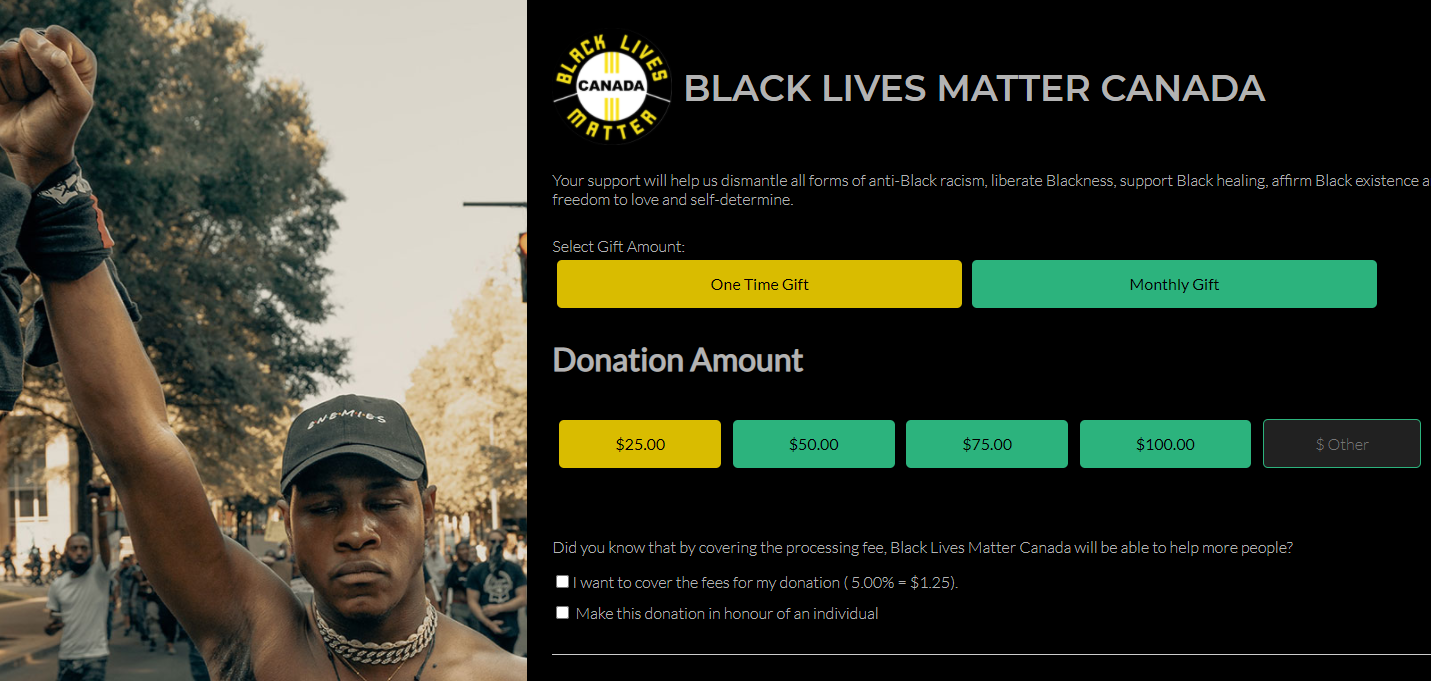 BLACK LIVES
CANADA
MATTER
BLACK LIVES MATTER CANADA
Your support will help us dismantle all forms of anti-Black racism, liberate Blackness, support Black healing, affirm Black existence
freedom to love and self-determine.
Select Gift Amount:
One Time Gift
Monthly Gift
Donation Amount
$25.00
$50.00
$75.00
$100.00
$ Other
ENEMIES
Did you know that by covering the processing fee, Black Lives Matter Canada will be able to help more people?
I want to cover the fees for my donation ( 5.00% = $1.25).
Make this donation in honour of an individual